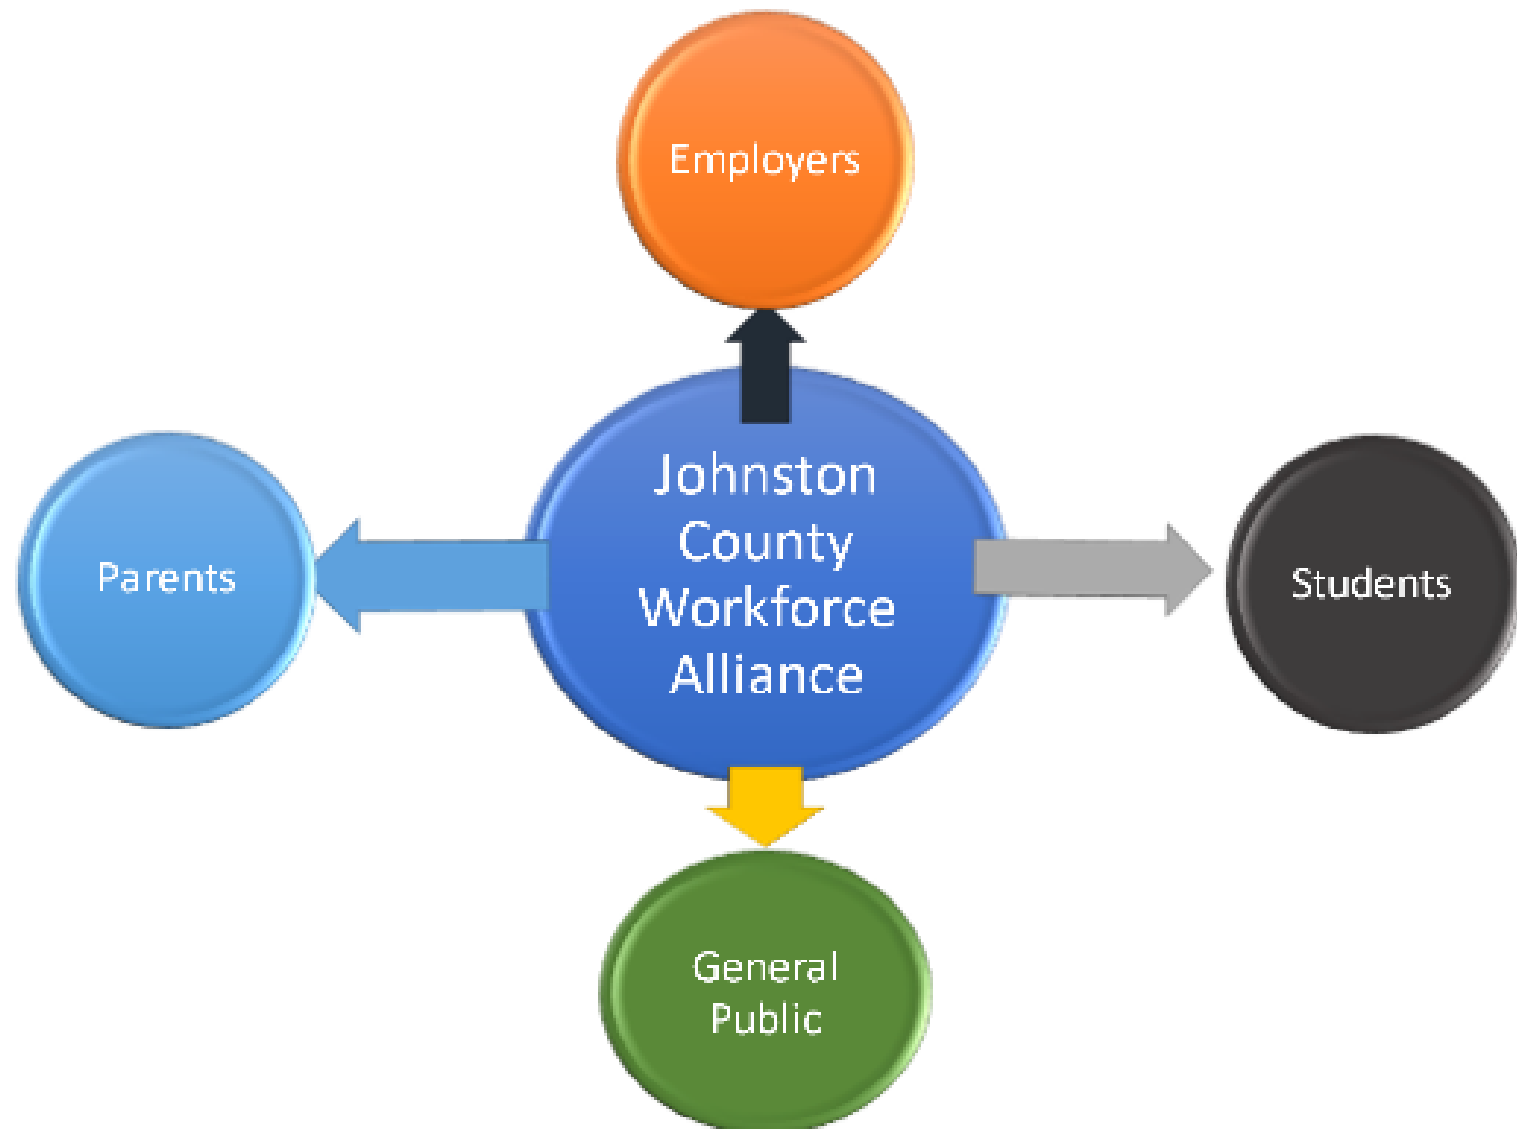 Employers
Johnston
County
Workforce
Alliance
Parents
Students
General
Public